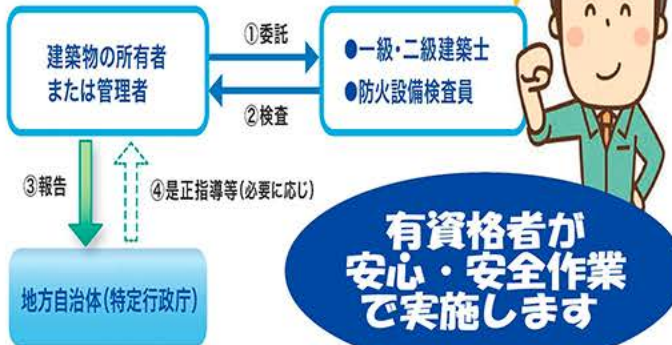 建築物の所有者
または管理者
①委託
②検査
●一級・二級建築士
●防火設備検査員
③報告
④是正指導等(必要に応じ)
地方自治体(特定行政庁)
有資格者が
安心・安全作業
で実施します